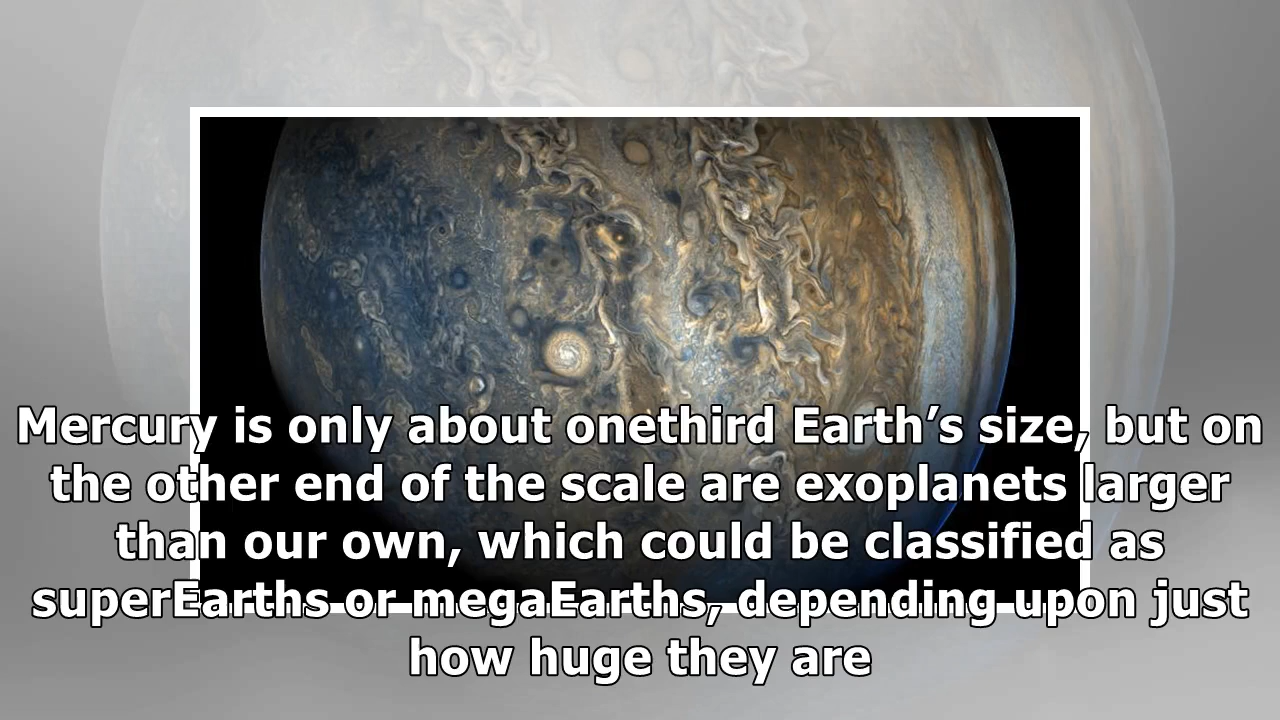 Mercury is only about onethird Earth’s size, but on
the other end of the scale are exoplanets larger
than our own, which could be classified as
superEarths or megaEarths, depending upon just
how huge they are